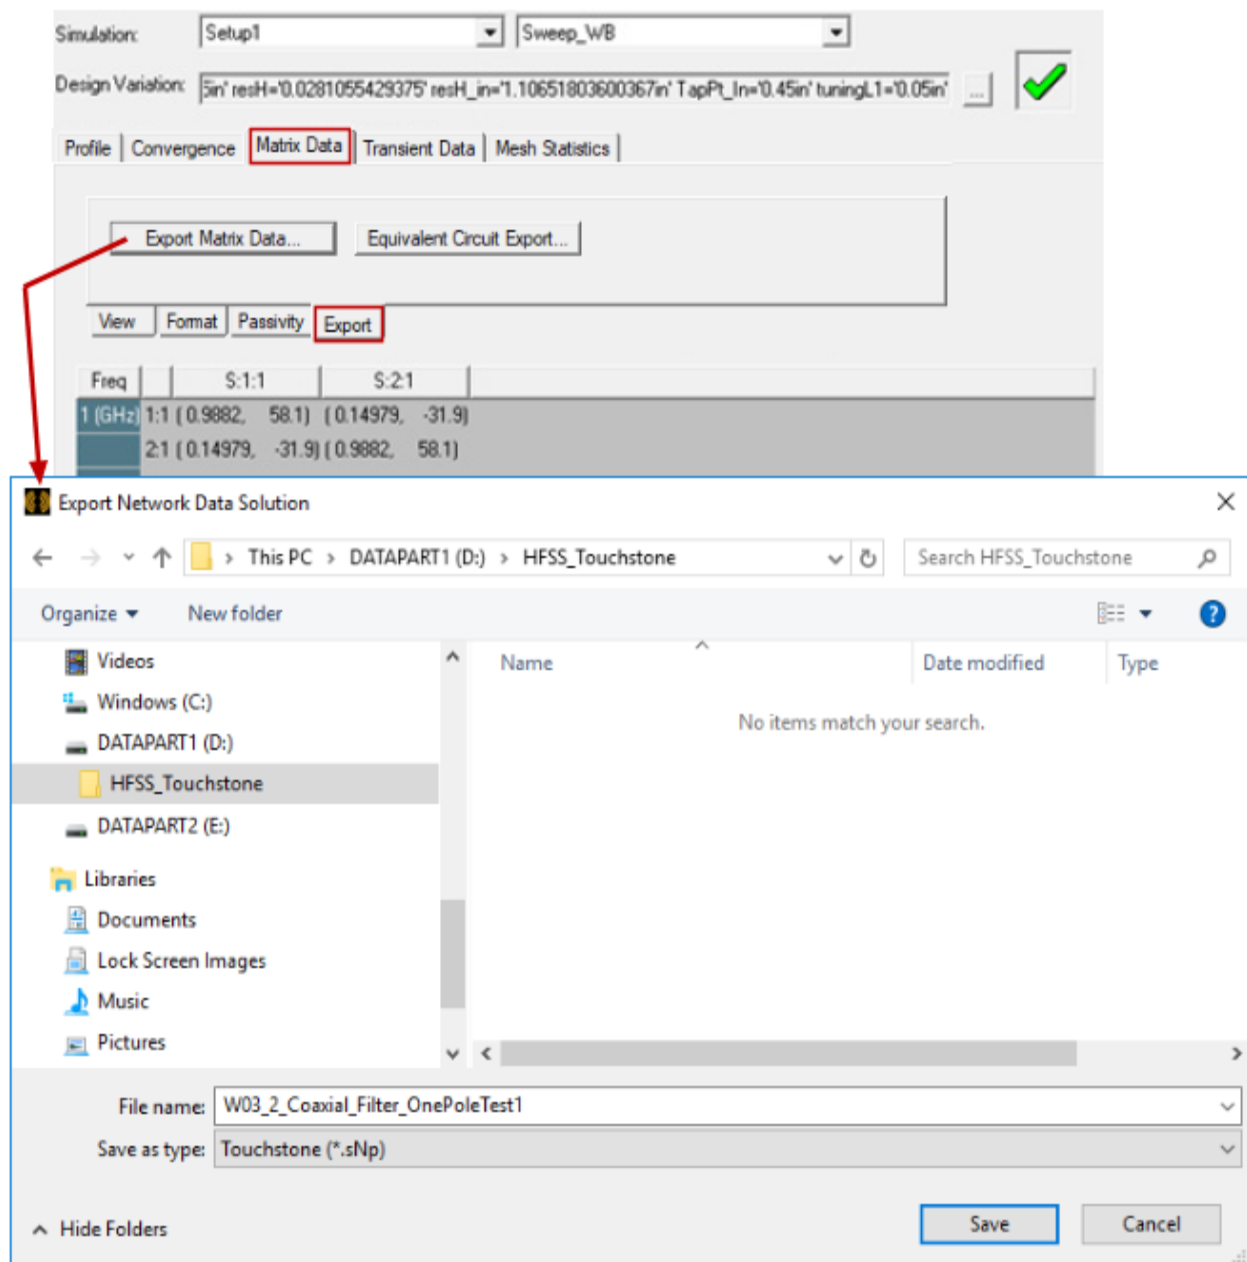 Simulation: Setup1 Sweep_WB
Design Variation: 5in' resH='0.0281055429375' resH_in='1.10651803600367in' TapPt_In='0.45in' tuningL1='0.05in' ...
Profile Convergence Matrix Data Transient Data Mesh Statistics
Export Matrix Data... Equivalent Circuit Export...
View Format Passivity Export
Freq S:1:1 S:2:1
1 (GHz) 1:1 ( 0.9882, 58.1) ( 0.14979, -31.9)
2:1 ( 0.14979, -31.9) ( 0.9882, 58.1)
Export Network Data Solution
This PC > DATAPART1 (D:) > HFSS_Touchstone Search HFSS_Touchstone
Organize New folder ?
Videos Name Date modified Type
Windows (C:)
No items match your search.
DATAPART1 (D:)
HFSS_Touchstone
DATAPART2 (E:)
Libraries
Documents
Lock Screen Images
Music
Pictures
File name: W03_2_Coaxial_Filter_OnePoleTest1
Save as type: Touchstone (*.sNp)
Hide Folders Save Cancel